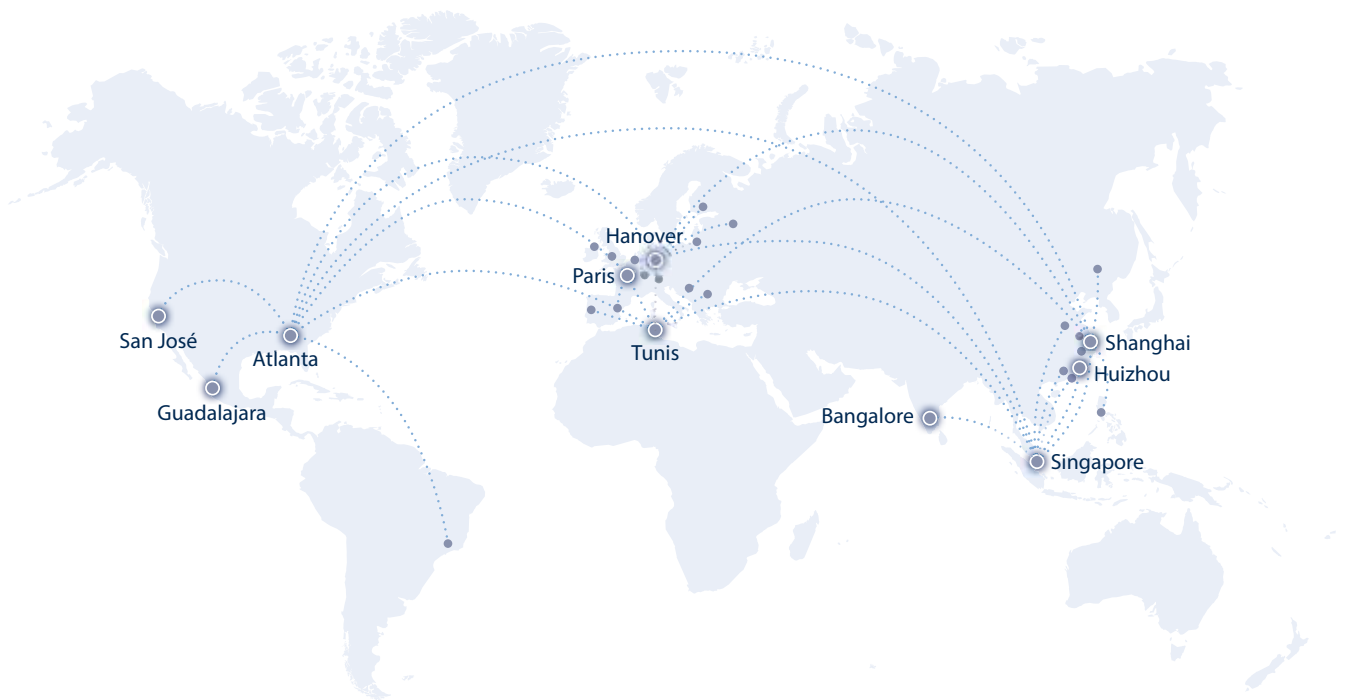 Hanover
Paris
San José
Atlanta
Tunis
Shanghai
Huizhou
Guadalajara
Bangalore
Singapore